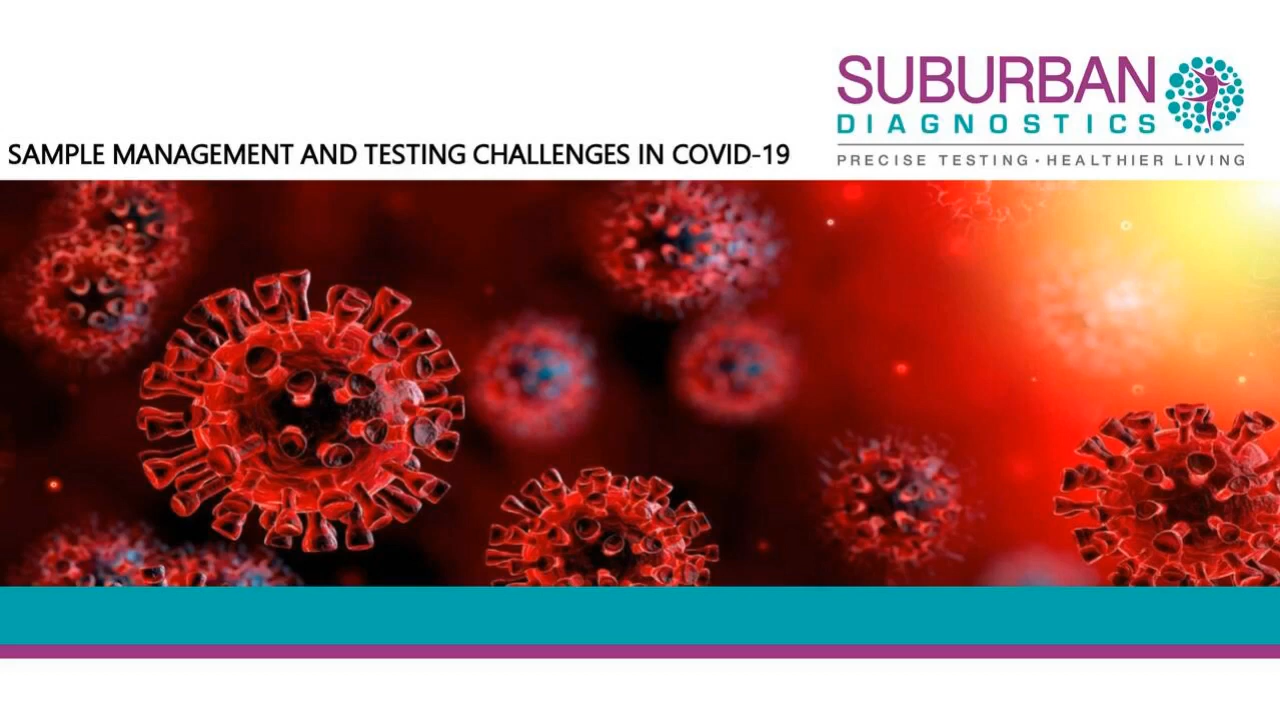 SUBURBAN
DIAGNOSTICS
PRECISE TESTING · HEALTHIER LIVING
SAMPLE MANAGEMENT AND TESTING CHALLENGES IN COVID-19